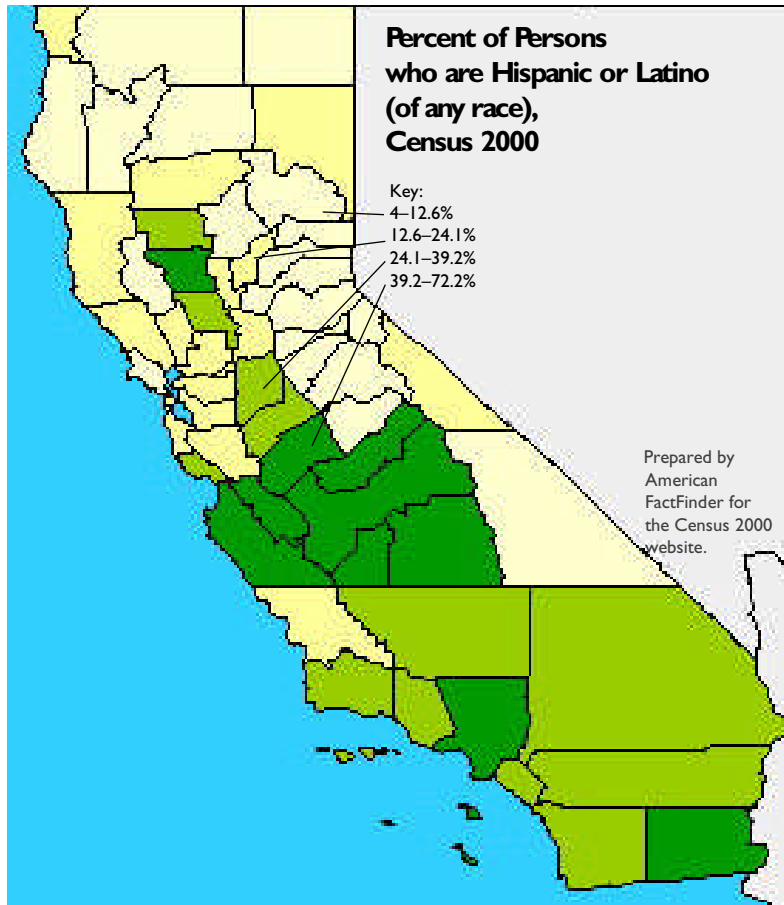 Percent of Persons
who are Hispanic or Latino
(of any race),
Census 2000
Key:
4–12.6%
12.6–24.1%
24.1–39.2%
39.2–72.2%
Prepared by
American
FactFinder for
the Census 2000
website.